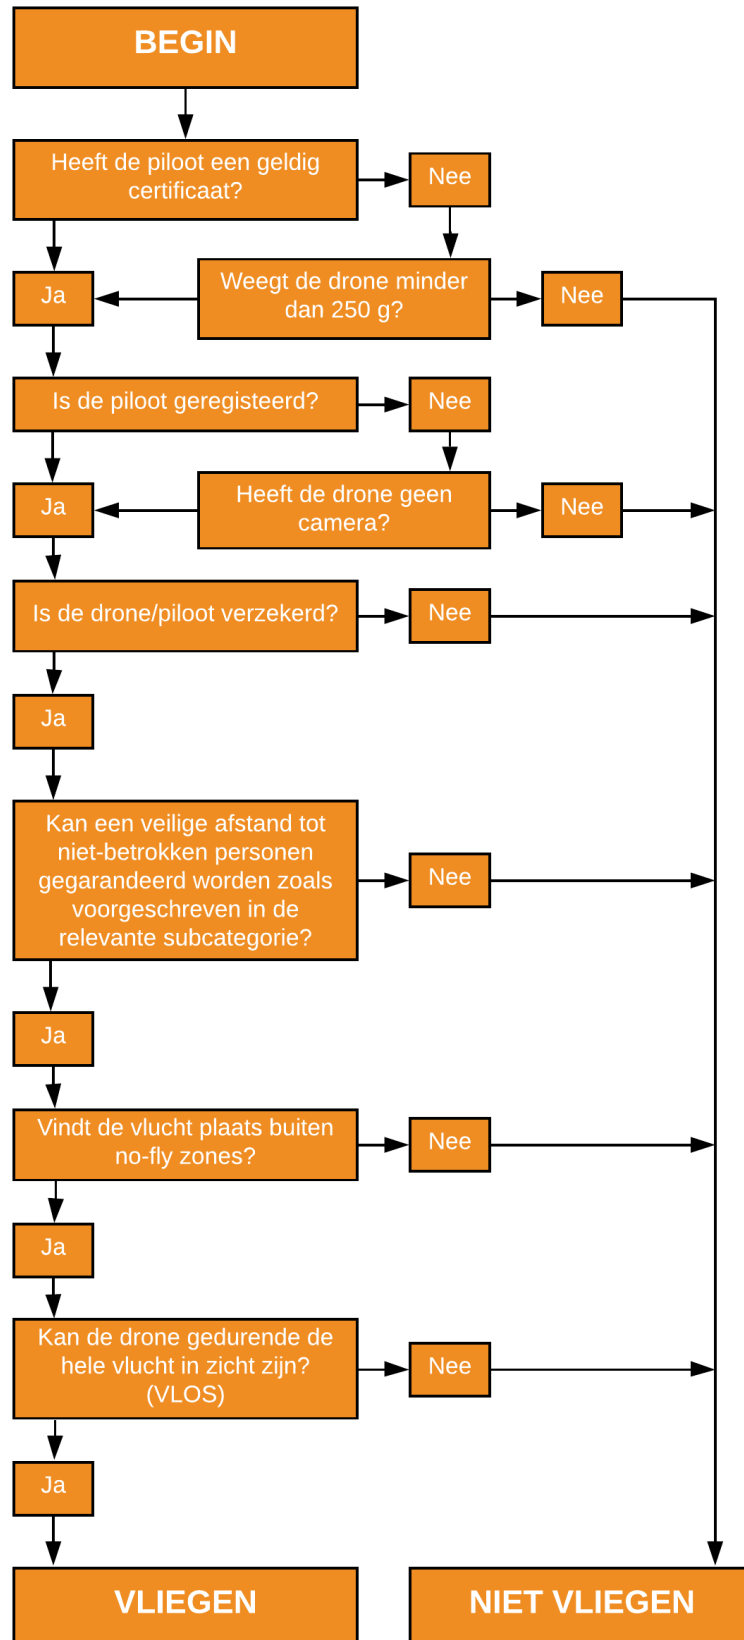 BEGIN
Heeft de piloot een geldig
certificaat?
Nee
Ja
Weegt de drone minder
dan 250 g?
Nee
Is de piloot geregisteerd?
Nee
Ja
Heeft de drone geen
camera?
Nee
Is de drone/piloot verzekerd?
Nee
Ja
Kan een veilige afstand tot
niet-betrokken personen
gegarandeerd worden zoals
voorgeschreven in de
relevante subcategorie?
Nee
Ja
Vindt de vlucht plaats buiten
no-fly zones?
Nee
Ja
Kan de drone gedurende de
hele vlucht in zicht zijn?
(VLOS)
Nee
Ja
VLIEGEN
NIET VLIEGEN